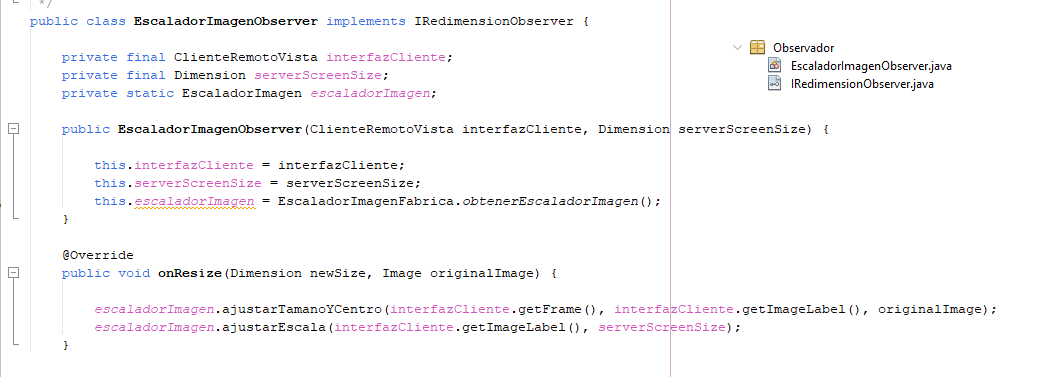 */
public class EscaladorImagenObserver implements IRedimensionObserver {
private final ClienteRemotoVista interfazCliente;
private final Dimension serverScreenSize;
private static EscaladorImagen escaladorImagen;
public EscaladorImagenObserver(ClienteRemotoVista interfazCliente, Dimension serverScreenSize) {
this.interfazCliente = interfazCliente;
this.serverScreenSize = serverScreenSize;
this.escaladorImagen = EscaladorImagenFabrica.obtenerEscaladorImagen();
}
@Override
public void onResize(Dimension newSize, Image originalImage) {
escaladorImagen.ajustarTamanoYCentro(interfazCliente.getFrame(), interfazCliente.getImageLabel(), originalImage);
escaladorImagen.ajustarEscala(interfazCliente.getImageLabel(), serverScreenSize);
}
Observador
EscaladorImagenObserver.java
IRedimensionObserver.java